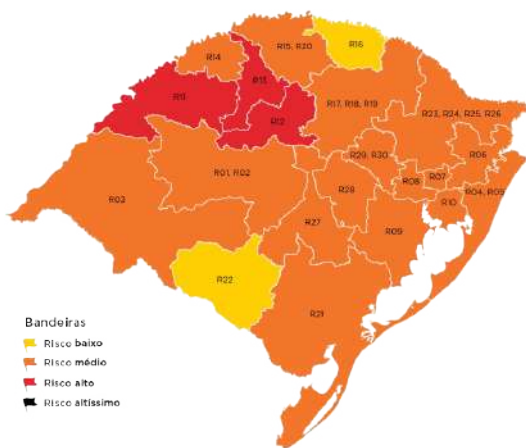 R14
R15, R20
R16
R13
R11
R12
R17, R18, R19
R23, R24, R25, R26
R29, R30
R06
R01, R02
R08
R07
R04, R05
R03
R28
R10
R27
R09
R22
R21
Bandeiras
Risco baixo
Risco médio
Risco alto
Risco altíssimo